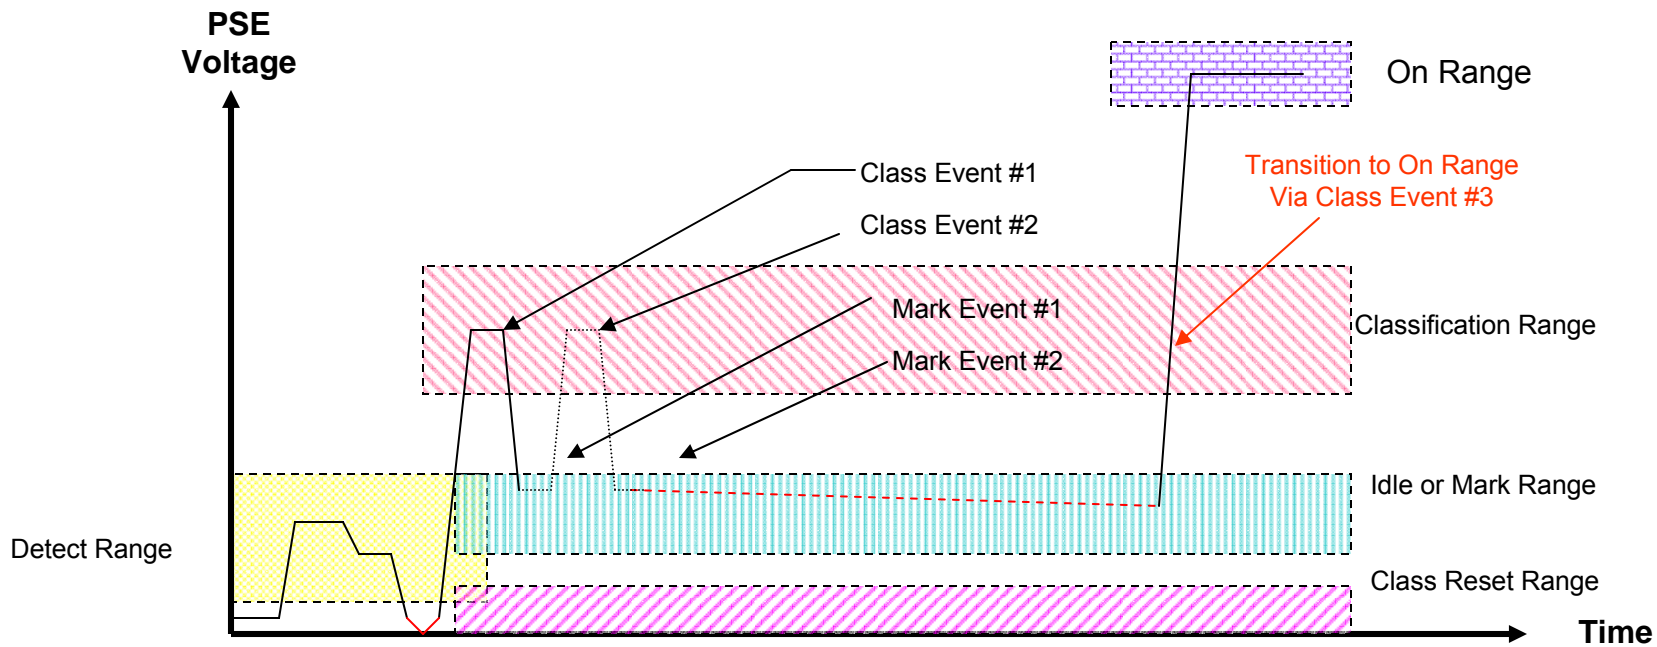 PSE
Voltage
On Range
Transition to On Range
Via Class Event #3
Class Event #1
Class Event #2
Mark Event #1
Classification Range
Mark Event #2
Idle or Mark Range
Detect Range
Class Reset Range
Time